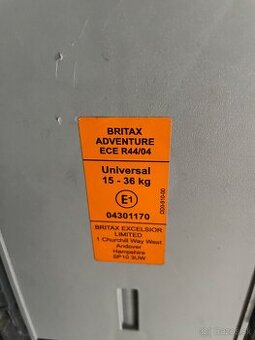 BRITAX
ADVENTURE
ECE R44/04
Universal
15 - 36 kg
E1
04301170
BRITAX EXCELSIOR
LIMITED
1 Churchill Way West
Andover
Hampshire
SP10 3UW